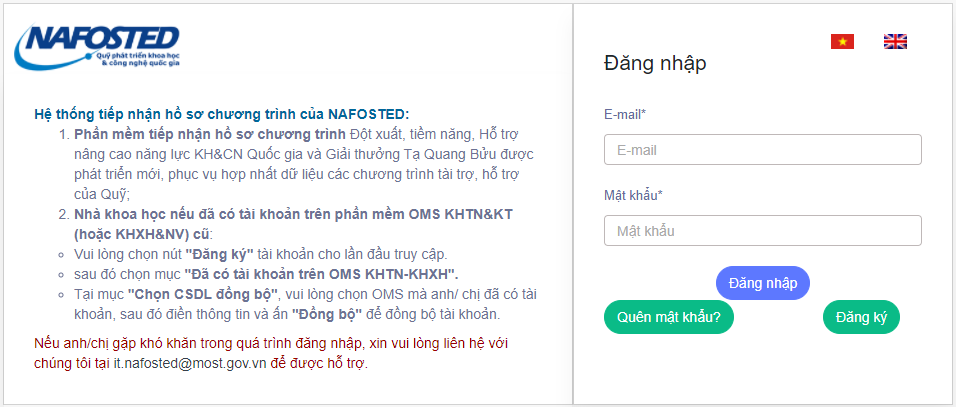 NAFOSTED
Quỹ phát triển khoa học
& công nghệ quốc gia
Hệ thống tiếp nhận hồ sơ chương trình của NAFOSTED:
1. Phần mềm tiếp nhận hồ sơ chương trình Đột xuất, tiềm năng, Hỗ trợ
nâng cao năng lực KH&CN Quốc gia và Giải thưởng Tạ Quang Bửu được
phát triển mới, phục vụ hợp nhất dữ liệu các chương trình tài trợ, hỗ trợ
của Quỹ;
2. Nhà khoa học nếu đã có tài khoản trên phần mềm OMS KHTN&KT
(hoặc KHXH&NV) cũ:
◦ Vui lòng chọn nút "Đăng ký" tài khoản cho lần đầu truy cập.
◦ sau đó chọn mục "Đã có tài khoản trên OMS KHTN-KHXH".
◦ Tại mục "Chọn CSDL đồng bộ", vui lòng chọn OMS mà anh/ chị đã có tài
khoản, sau đó điền thông tin và ấn "Đồng bộ" để đồng bộ tài khoản.
Nếu anh/chị gặp khó khăn trong quá trình đăng nhập, xin vui lòng liên hệ với
chúng tôi tại it.nafosted@most.gov.vn để được hỗ trợ.
Đăng nhập
E-mail*
E-mail
Mật khẩu*
Mật khẩu
Đăng nhập
Quên mật khẩu?
Đăng ký